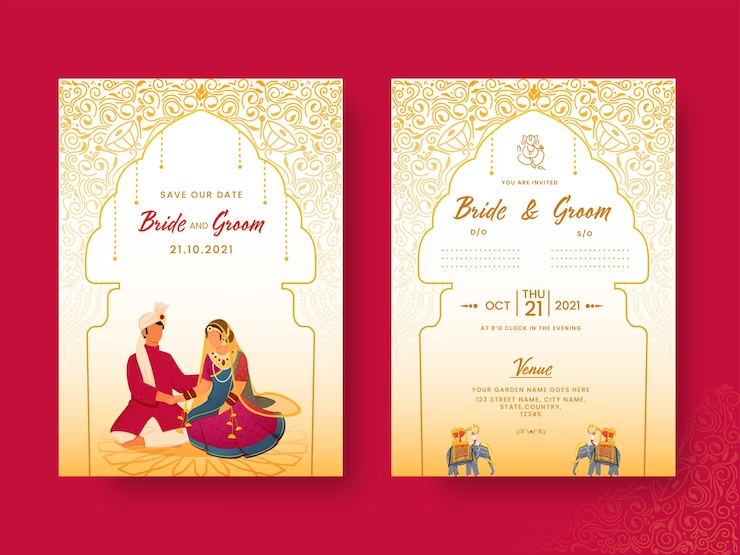 SAVE OUR DATE
Bride AND Groom
21.10.2021
YOU ARE INVITED
Bride & Groom
D/O S/O
THU
OCT 21 2021
AT 8'O CLOCK IN THE EVENING
Venue
YOUR GARDEN NAME GOES HERE
123 STREET NAME, CITY NAME,
STATE,COUNTRY,
12345